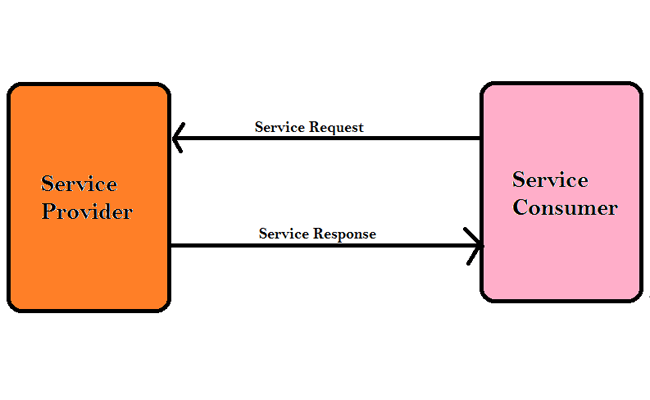 Service Request
Service
Provider
Service
Consumer
Service Response